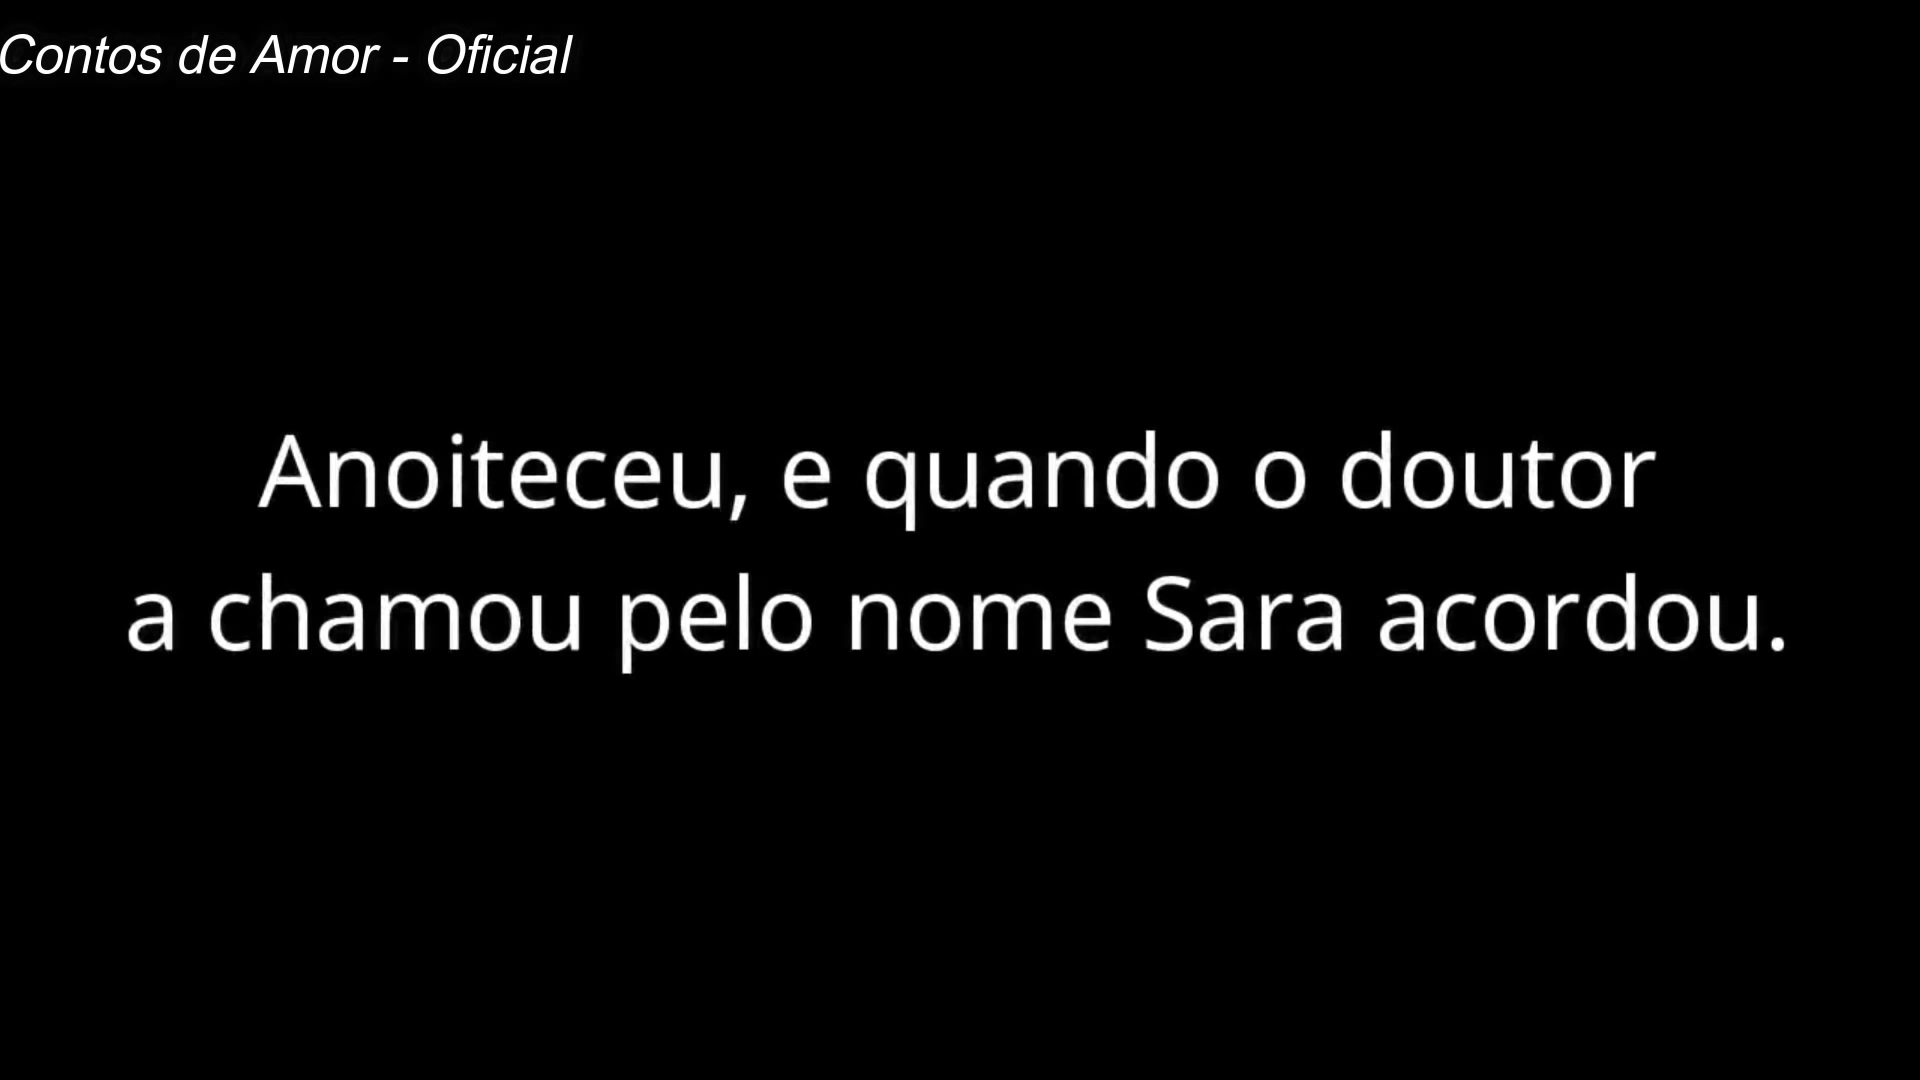 Contos de Amor - Oficial
Anoiteceu, e quando o doutor
a chamou pelo nome Sara acordou.